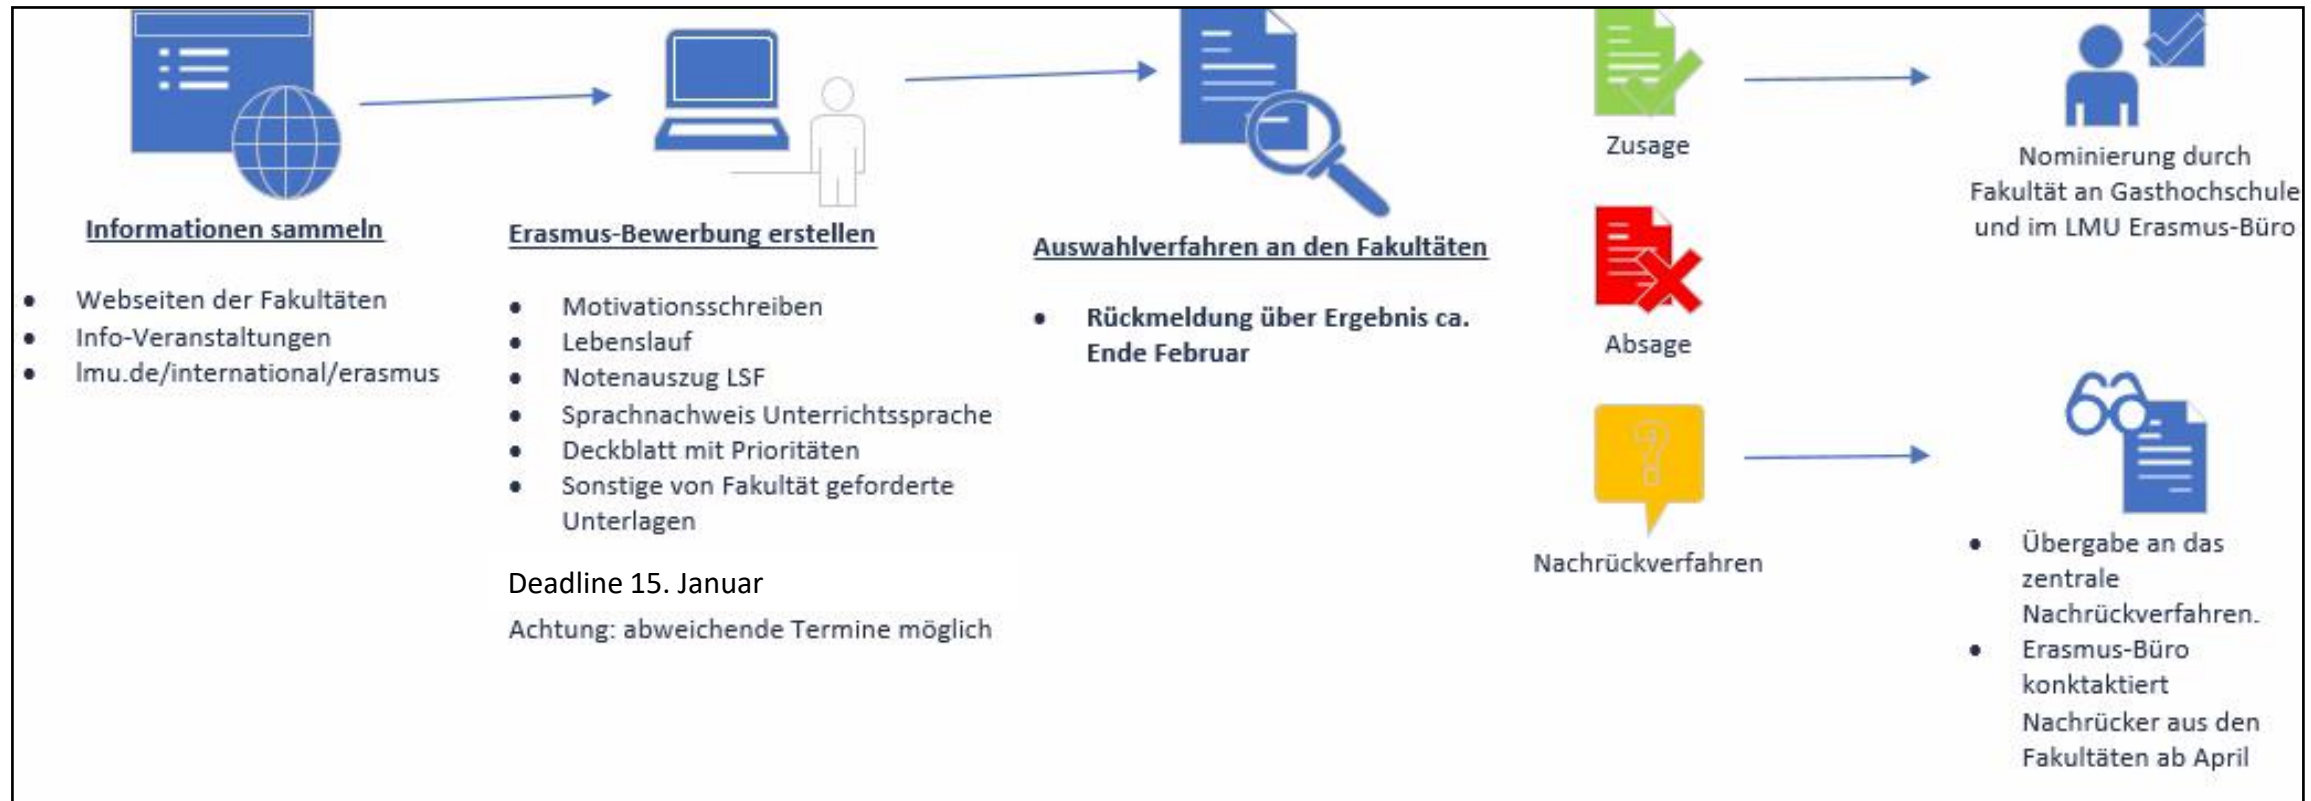 Informationen sammeln
● Webseiten der Fakultäten
● Info-Veranstaltungen
● lmu.de/international/erasmus
Erasmus-Bewerbung erstellen
● Motivationsschreiben
● Lebenslauf
● Notenauszug LSF
● Sprachnachweis Unterrichtssprache
● Deckblatt mit Prioritäten
● Sonstige von Fakultät geforderte
Unterlagen
Deadline 15. Januar
Achtung: abweichende Termine möglich
Auswahlverfahren an den Fakultäten
● Rückmeldung über Ergebnis ca.
Ende Februar
Zusage
Absage
?
Nachrückverfahren
Nominierung durch
Fakultät an Gasthochschule
und im LMU Erasmus-Büro
● Übergabe an das
zentrale
Nachrückverfahren.
● Erasmus-Büro
konktaktiert
Nachrücker aus den
Fakultäten ab April